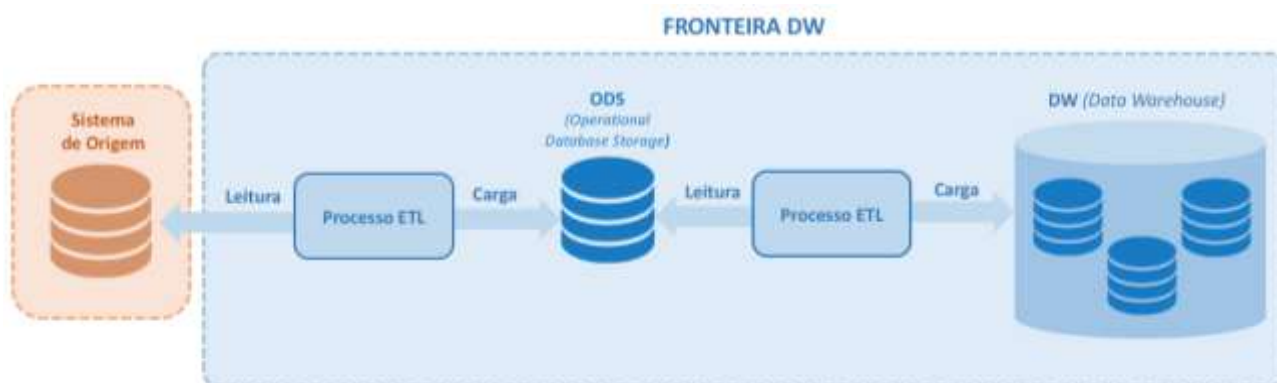 FRONTEIRA DW
Sistema
de Origem
Leitura
Processo ETL
Carga
ODS
(Operational
Database Storage)
Leitura
Processo ETL
Carga
DW (Data Warehouse)